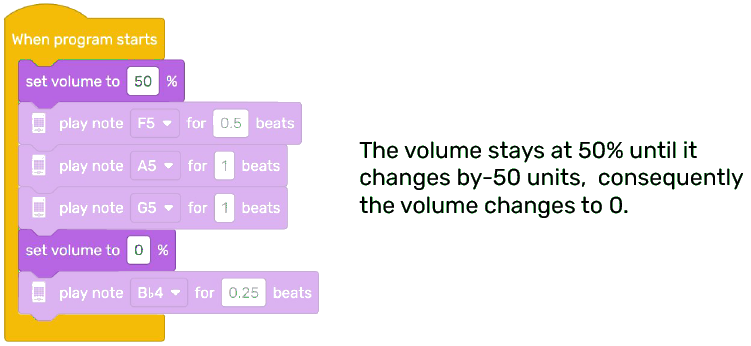 When program starts
set volume to 50 %
play note F5 for 0.5 beats
play note A5 for 1 beats
play note G5 for 1 beats
set volume to 0 %
play note B♭4 for 0.25 beats
The volume stays at 50% until it
changes by-50 units, consequently
the volume changes to 0.